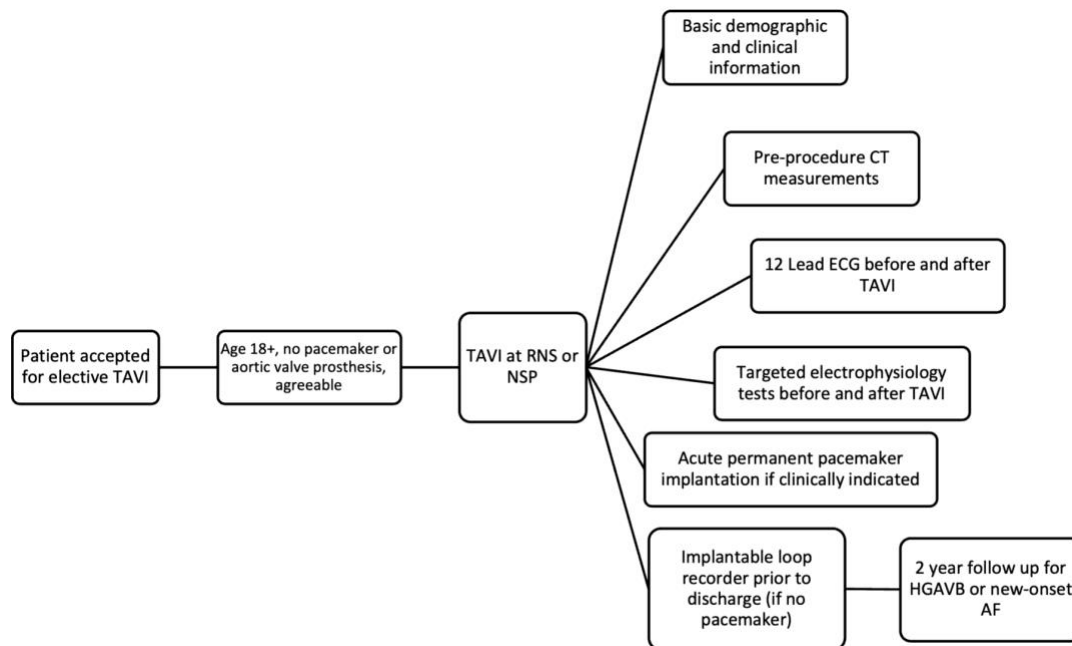 Basic demographic
and clinical
information
Pre-procedure CT
measurements
12 Lead ECG before and after
TAVI
Patient accepted
for elective TAVI
Age 18+, no pacemaker or
aortic valve prosthesis,
agreeable
TAVI at RNS or
NSP
Targeted electrophysiology
tests before and after TAVI
Acute permanent pacemaker
implantation if clinically indicated
Implantable loop
recorder prior to
discharge (if no
pacemaker)
2 year follow up for
HGAVB or new-onset
AF